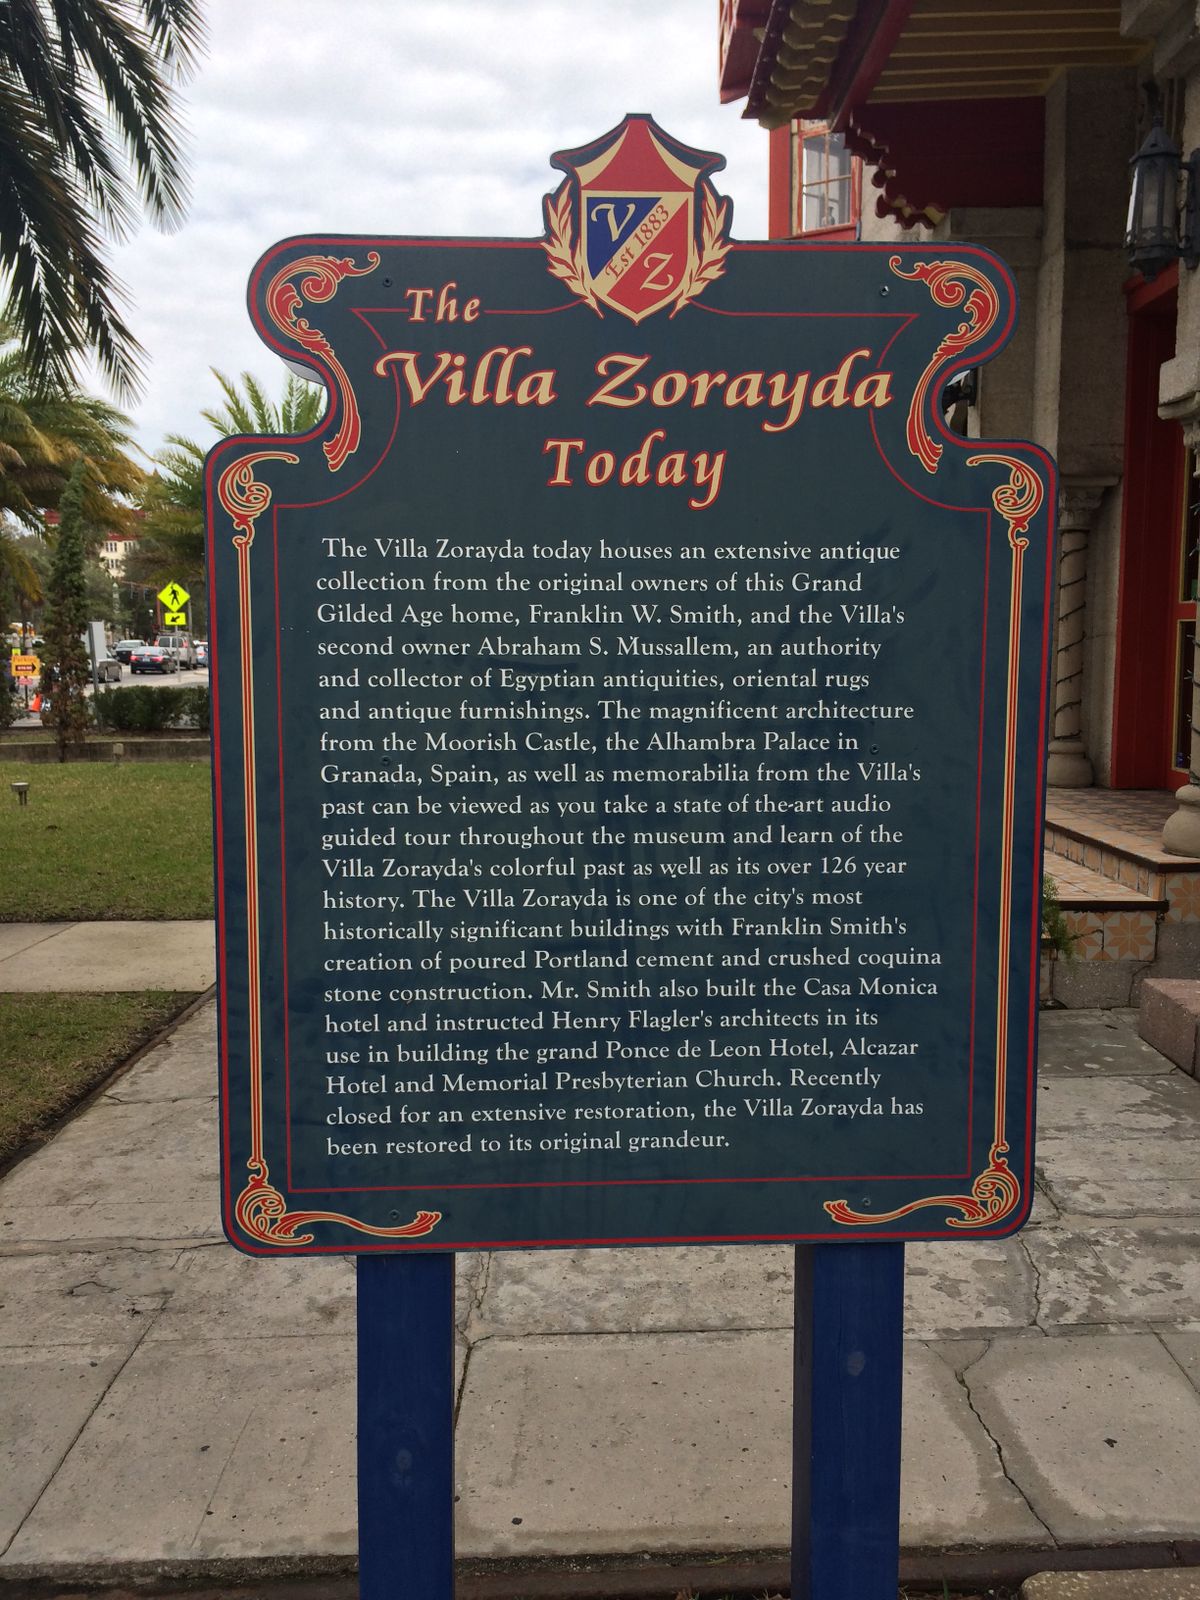 V
Est 1883
Z
The
Villa Zorayda
Today
The Villa Zorayda today houses an extensive antique
collection from the original owners of this Grand
Gilded Age home, Franklin W. Smith, and the Villa's
second owner Abraham S. Mussallem, an authority
and collector of Egyptian antiquities, oriental rugs
and antique furnishings. The magnificent architecture
from the Moorish Castle, the Alhambra Palace in
Granada, Spain, as well as memorabilia from the Villa's
past can be viewed as you take a state of the-art audio
guided tour throughout the museum and learn of the
Villa Zorayda's colorful past as well as its over 126 year
history. The Villa Zorayda is one of the city's most
historically significant buildings with Franklin Smith's
creation of poured Portland cement and crushed coquina
stone construction. Mr. Smith also built the Casa Monica
hotel and instructed Henry Flagler's architects in its
use in building the grand Ponce de Leon Hotel, Alcazar
Hotel and Memorial Presbyterian Church. Recently
closed for an extensive restoration, the Villa Zorayda has
been restored to its original grandeur.
Parking